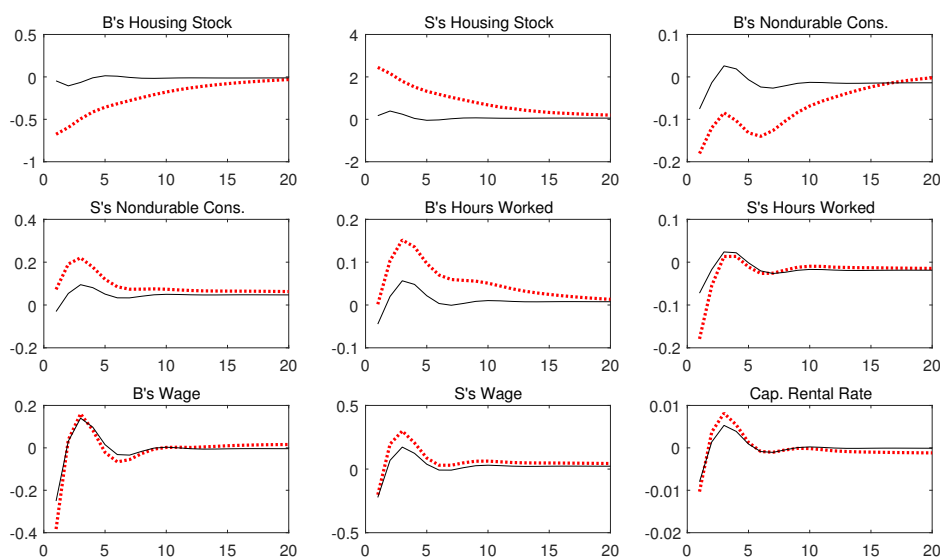 B's Housing Stock
0.5
0
-0.5
-1
0 5 10 15 20
S's Housing Stock
4
2
0
-2
0 5 10 15 20
B's Nondurable Cons.
0.1
0
-0.1
-0.2
0 5 10 15 20
S's Nondurable Cons.
0.4
0.2
0
-0.2
0 5 10 15 20
B's Hours Worked
0.2
0.1
0
-0.1
0 5 10 15 20
S's Hours Worked
0.1
0
-0.1
-0.2
0 5 10 15 20
B's Wage
0.2
0
-0.2
-0.4
0 5 10 15 20
S's Wage
0.5
0
-0.5
0 5 10 15 20
Cap. Rental Rate
0.01
0
-0.01
-0.02
0 5 10 15 20